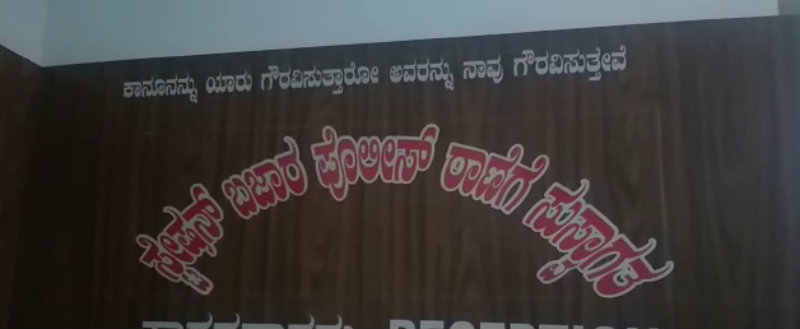 ಕಾನೂನನ್ನು ಯಾರು ಗೌರವಿಸುತ್ತಾರೋ ಅವರನ್ನು ನಾವು ಗೌರವಿಸುತ್ತೇವೆ
ಸ್ಟೇಷನ್ ಬಜಾರ ಪೊಲೀಸ್ ಠಾಣೆಗೆ ಸುಸ್ವಾಗತ